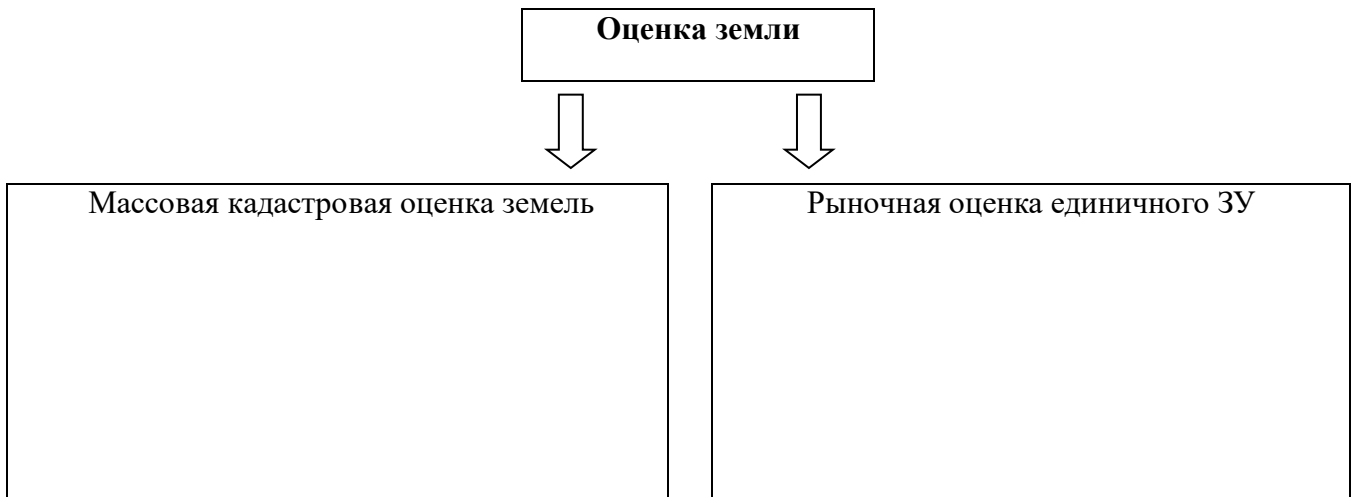 Оценка земли
Массовая кадастровая оценка земель
Рыночная оценка единичного ЗУ